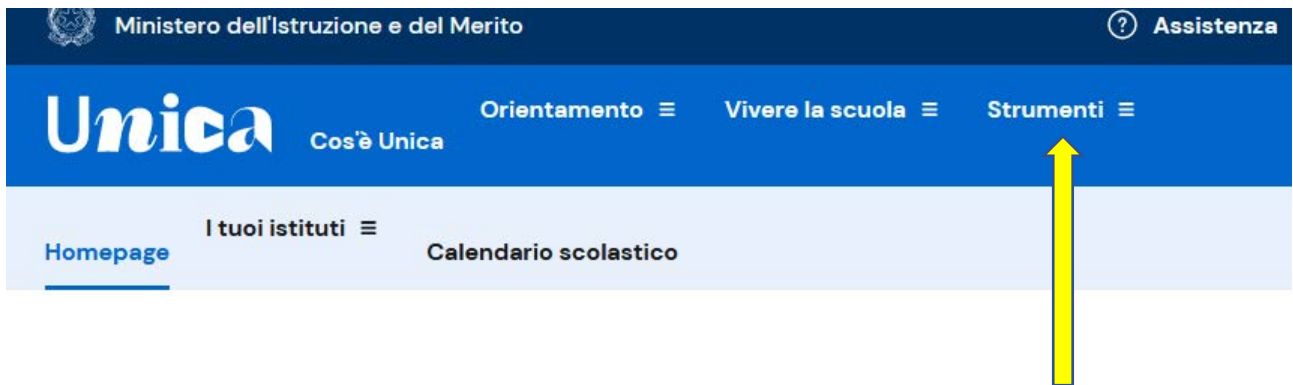 Ministero dell'Istruzione e del Merito
Assistenza
Unica
Cos'è Unica
Orientamento
Vivere la scuola
Strumenti
Homepage
I tuoi istituti
Calendario scolastico